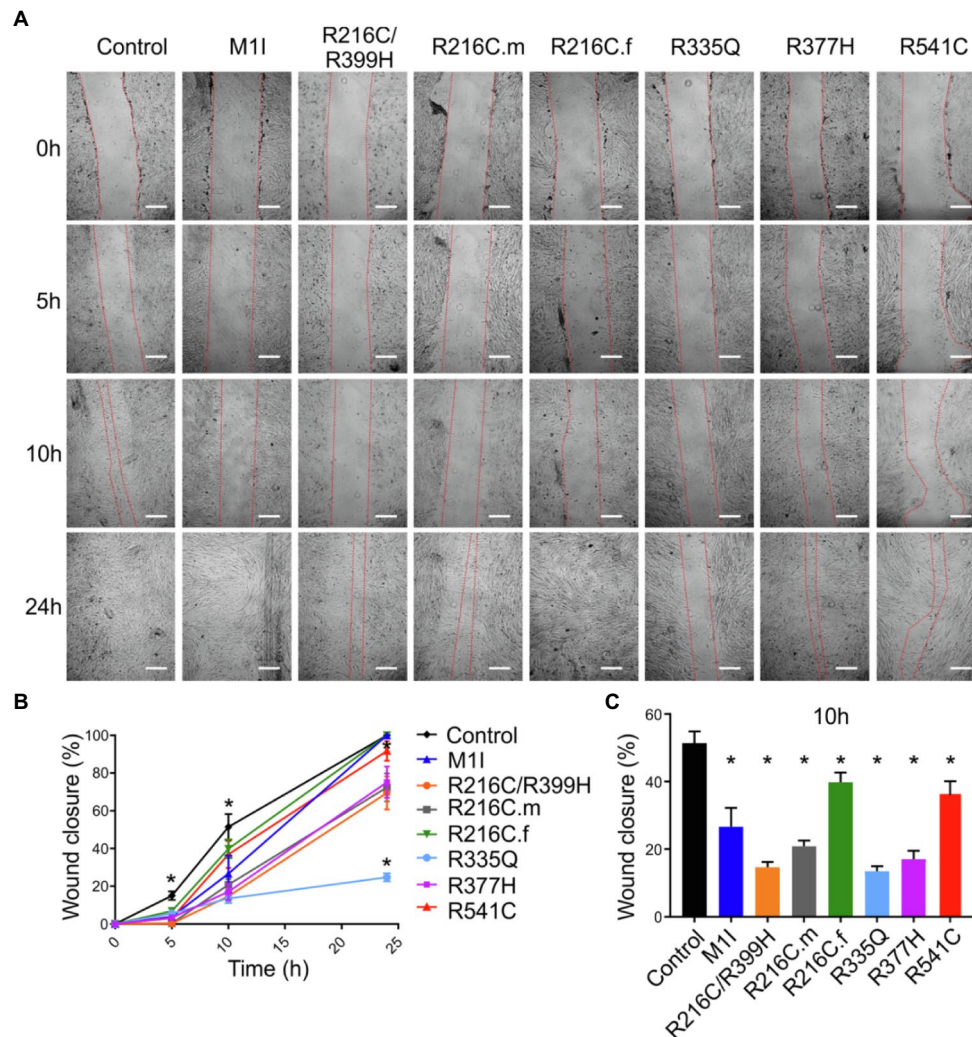 A
Control M1I R216C/ R216C.m R216C.f R335Q R377H R541C
R399H
0h
5h
10h
24h
B
Wound closure (%)
100
80
60
40
20
0
0 5 10 15 20 25
Time (h)
* * * *
Control
M1I
R216C/R399H
R216C.m
R216C.f
R335Q
R377H
R541C
C
10h
Wound closure (%)
60
40
20
0
* * * * * * *
Control M1I R216C/R399H R216C.m R216C.f R335Q R377H R541C